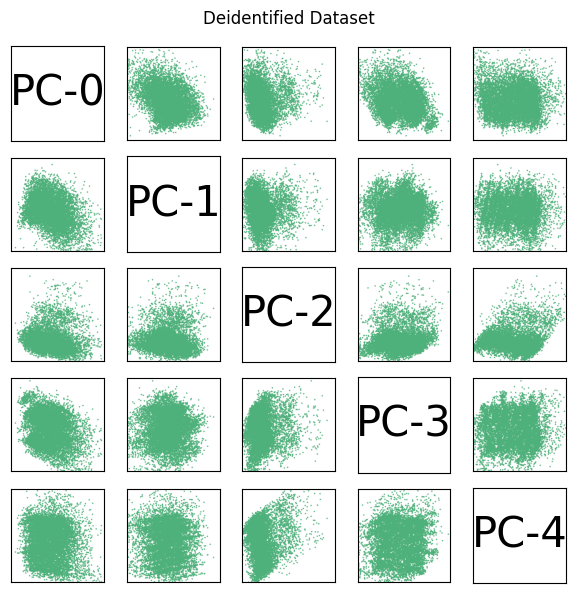 Deidentified Dataset
PC-0
PC-1
PC-2
PC-3
PC-4